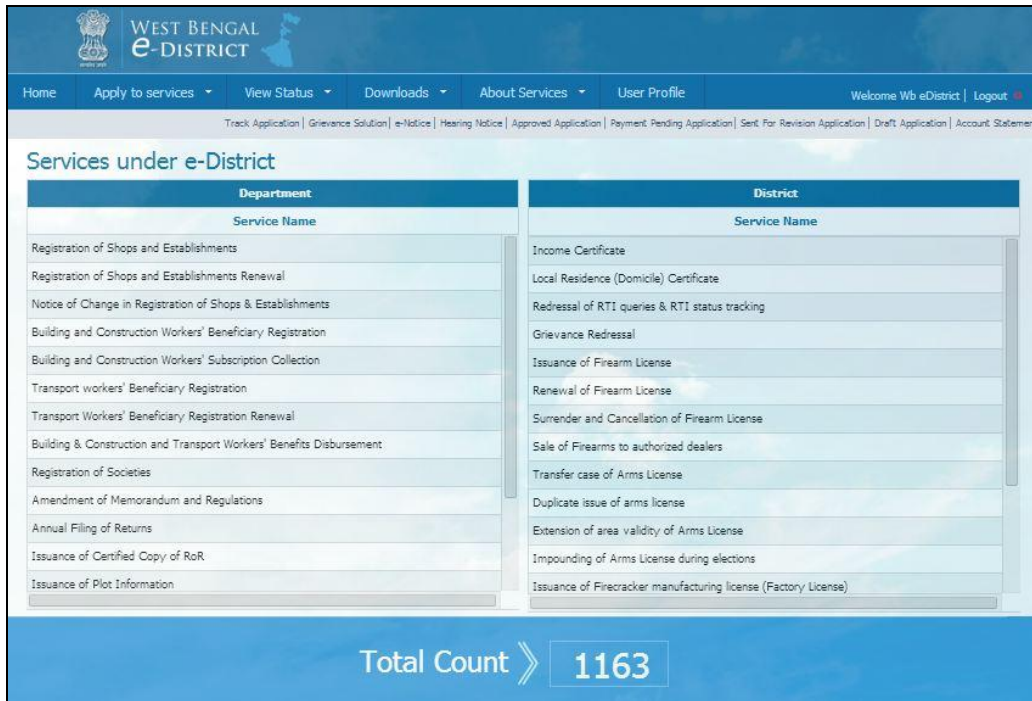 WEST BENGAL
e-DISTRICT
Home Apply to services View Status Downloads About Services User Profile Welcome Wb eDistrict | Logout
Track Application | Grievance Solution | e-Notice | Hearing Notice | Approved Application | Payment Pending Application | Sent For Revision Application | Draft Application | Account Statemen
Services under e-District
Department
Service Name
Registration of Shops and Establishments
Registration of Shops and Establishments Renewal
Notice of Change in Registration of Shops & Establishments
Building and Construction Workers' Beneficiary Registration
Building and Construction Workers' Subscription Collection
Transport workers' Beneficiary Registration
Transport Workers' Beneficiary Registration Renewal
Building & Construction and Transport Workers' Benefits Disbursement
Registration of Societies
Amendment of Memorandum and Regulations
Annual Filing of Returns
Issuance of Certified Copy of RoR
Issuance of Plot Information
District
Service Name
Income Certificate
Local Residence (Domicile) Certificate
Redressal of RTI queries & RTI status tracking
Grievance Redressal
Issuance of Firearm License
Renewal of Firearm License
Surrender and Cancellation of Firearm License
Sale of Firearms to authorized dealers
Transfer case of Arms License
Duplicate issue of arms license
Extension of area validity of Arms License
Impounding of Arms License during elections
Issuance of Firecracker manufacturing license (Factory License)
Total Count 1163